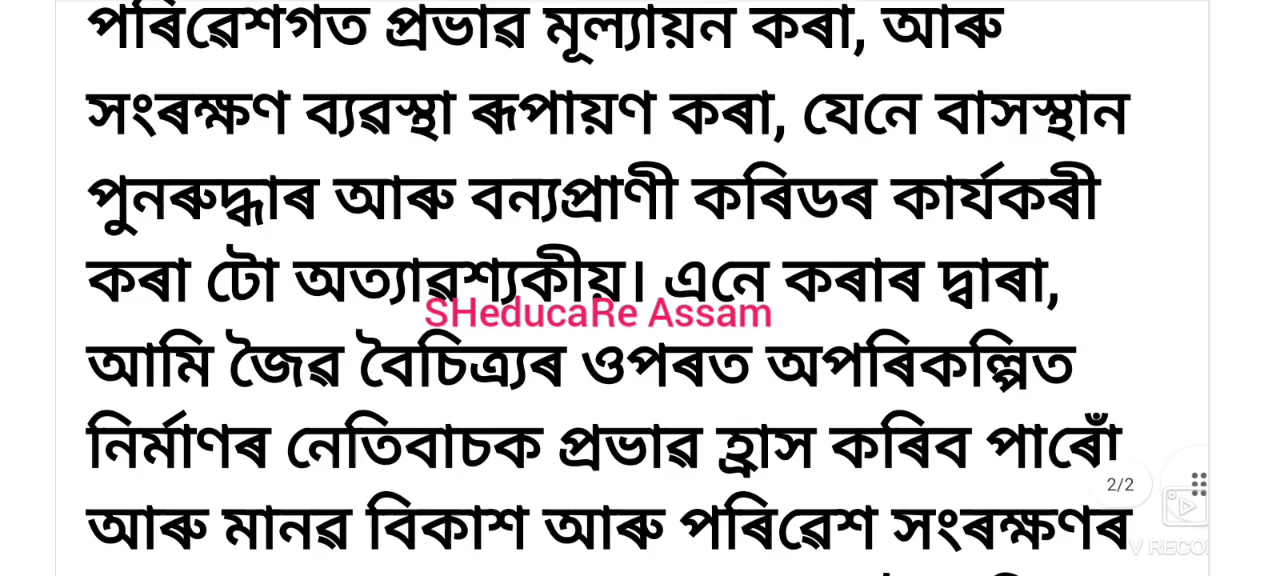 পৰিৱেশগত প্ৰভাৱ মূল্যায়ন কৰা, আৰু
সংৰক্ষণ ব্যৱস্থা ৰূপায়ণ কৰা, যেনে বাসস্থান
পুনৰুদ্ধাৰ আৰু বন্যপ্ৰাণী কৰিডৰ কাৰ্যকৰী
কৰা টো অত্যাৱশ্যকীয়। এনে কৰাৰ দ্বাৰা,
SHeducaRe Assam
আমি জৈৱ বৈচিত্ৰ্যৰ ওপৰত অপৰিকল্পিত
নিৰ্মাণৰ নেতিবাচক প্ৰভাৱ হ্ৰাস কৰিব পাৰোঁ
2/2
আৰু মানৱ বিকাশ আৰু পৰিৱেশ সংৰক্ষণৰ
V RECO